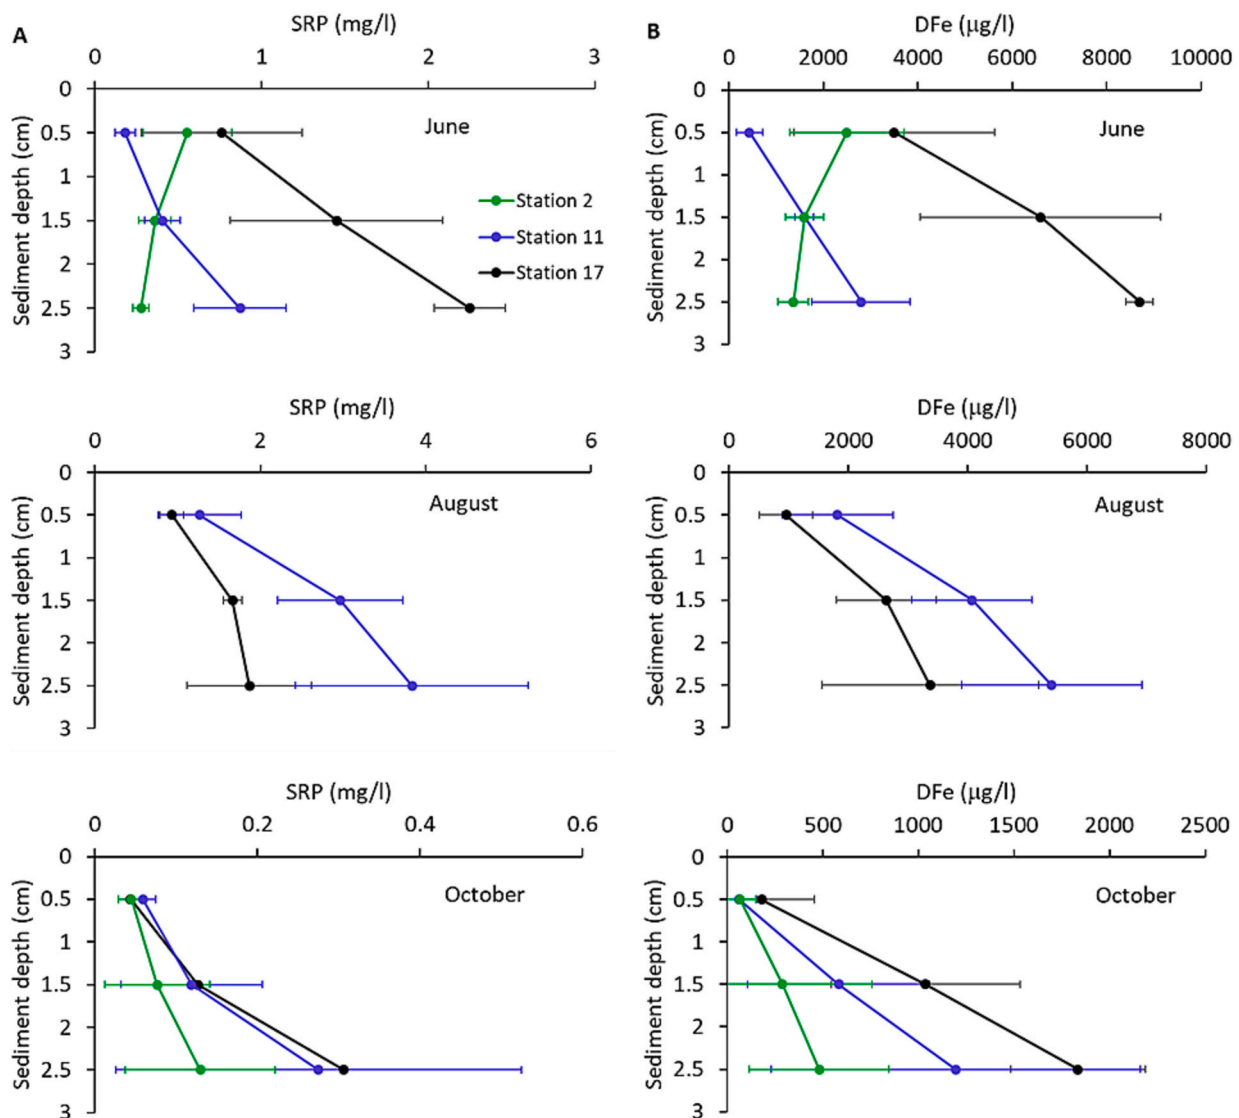 A
SRP (mg/l)
0 1 2 3
Sediment depth (cm)
0
0.5
1
1.5
2
2.5
3
June
Station 2
Station 11
Station 17
B
DFe (µg/l)
0 2000 4000 6000 8000 10000
Sediment depth (cm)
0
0.5
1
1.5
2
2.5
3
June
SRP (mg/l)
0 2 4 6
Sediment depth (cm)
0
0.5
1
1.5
2
2.5
3
August
DFe (µg/l)
0 2000 4000 6000 8000
Sediment depth (cm)
0
0.5
1
1.5
2
2.5
3
August
SRP (mg/l)
0 0.2 0.4 0.6
Sediment depth (cm)
0
0.5
1
1.5
2
2.5
3
October
DFe (µg/l)
0 500 1000 1500 2000 2500
Sediment depth (cm)
0
0.5
1
1.5
2
2.5
3
October